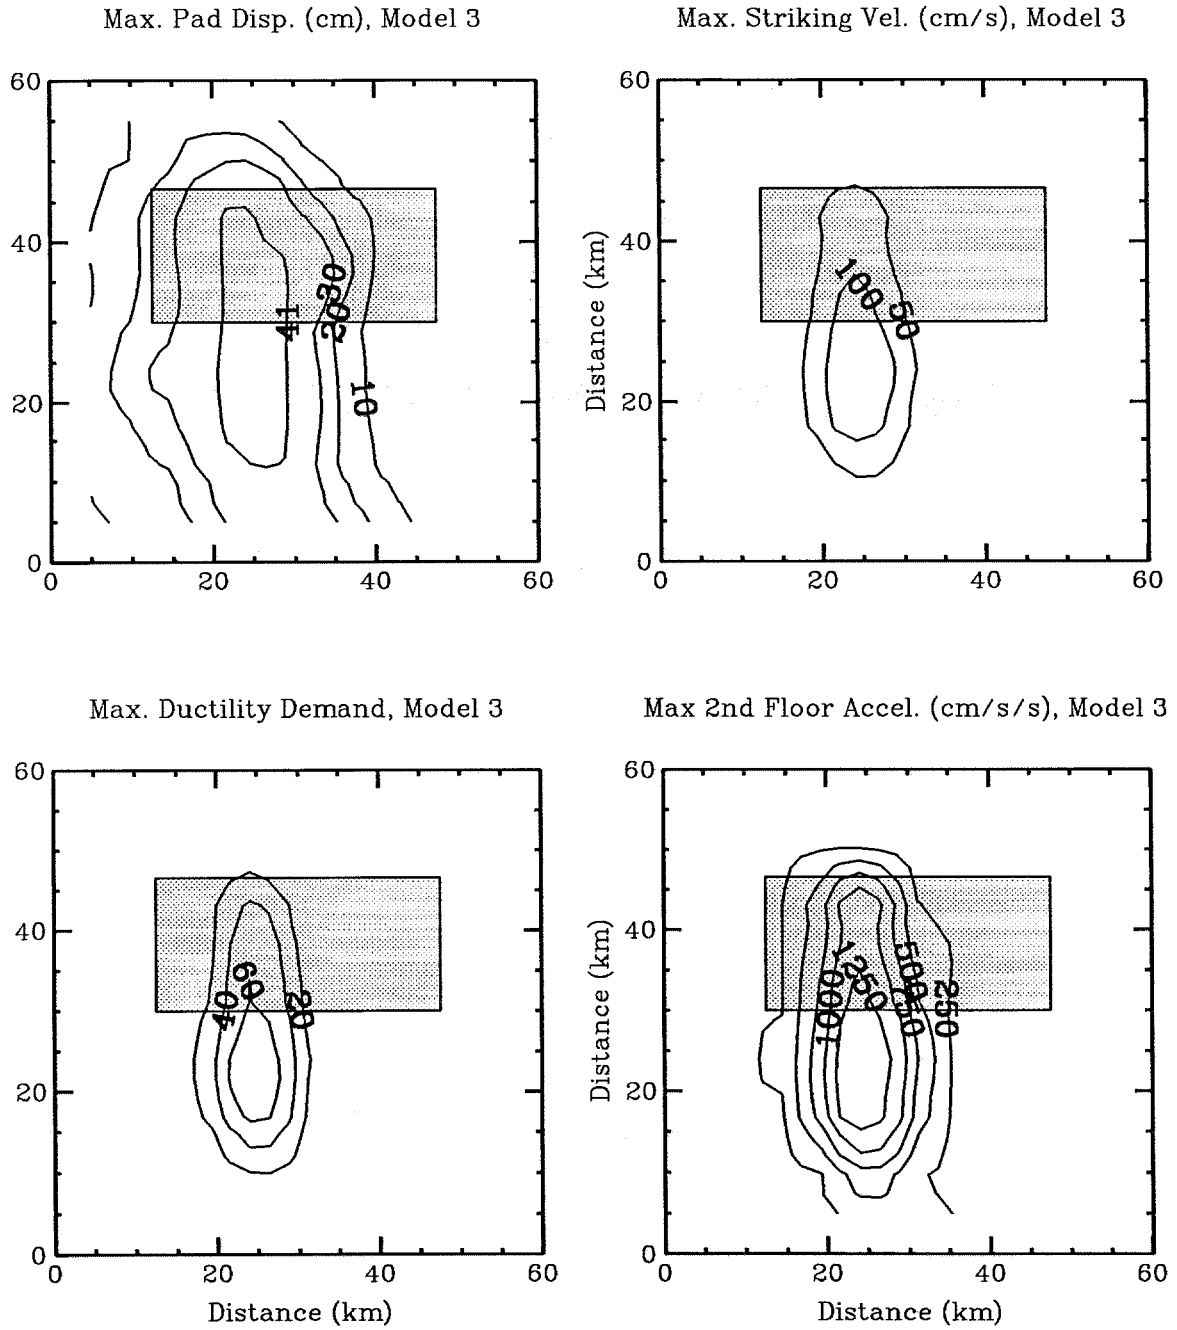 Max. Pad Disp. (cm), Model 3
60
40
20
0
0 20 40 60
41
30
20
10
Max. Striking Vel. (cm/s), Model 3
60
40
20
0
0 20 40 60
Distance (km)
100
50
Max. Ductility Demand, Model 3
60
40
20
0
0 20 40 60
Distance (km)
40
60
20
Max 2nd Floor Accel. (cm/s/s), Model 3
60
40
20
0
0 20 40 60
Distance (km)
Distance (km)
1000
1250
500
750
250